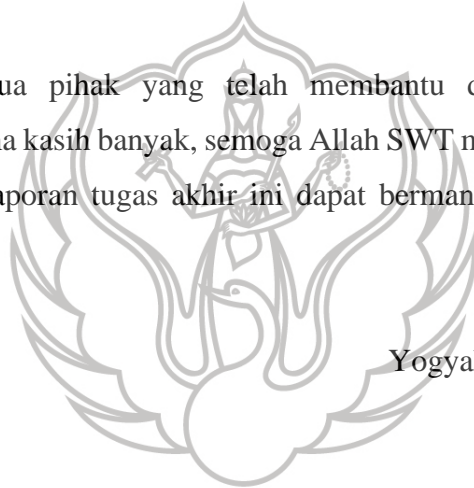 ua pihak yang telah membantu d
a kasih banyak, semoga Allah SWT m
aporan tugas akhir ini dapat berman
Yogya